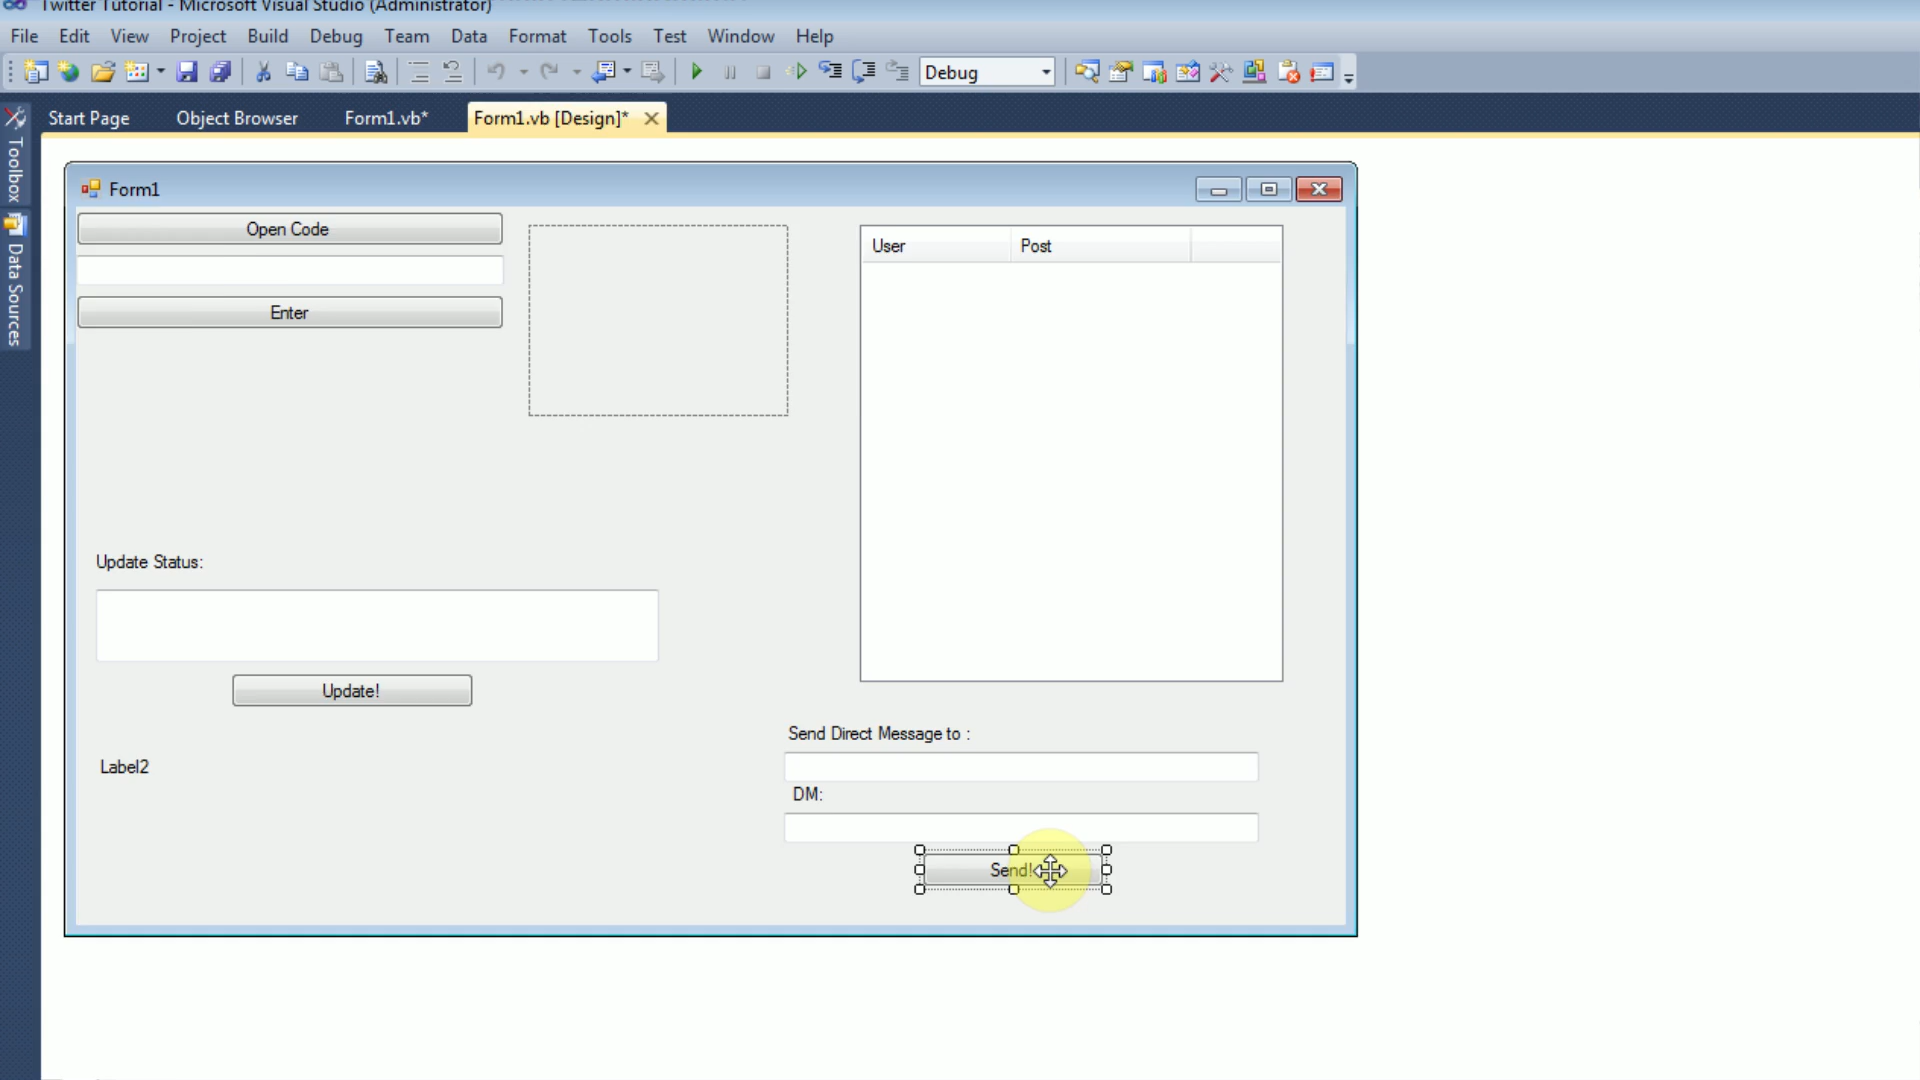 Twitter Tutorial - Microsoft Visual Studio (Administrator)
File Edit View Project Build Debug Team Data Format Tools Test Window Help
Debug
Start Page Object Browser Form1.vb* Form1.vb [Design]*
Toolbox
Data Sources
Form1
Open Code
Enter
User Post
Update Status:
Update!
Label2
Send Direct Message to :
DM:
Send!